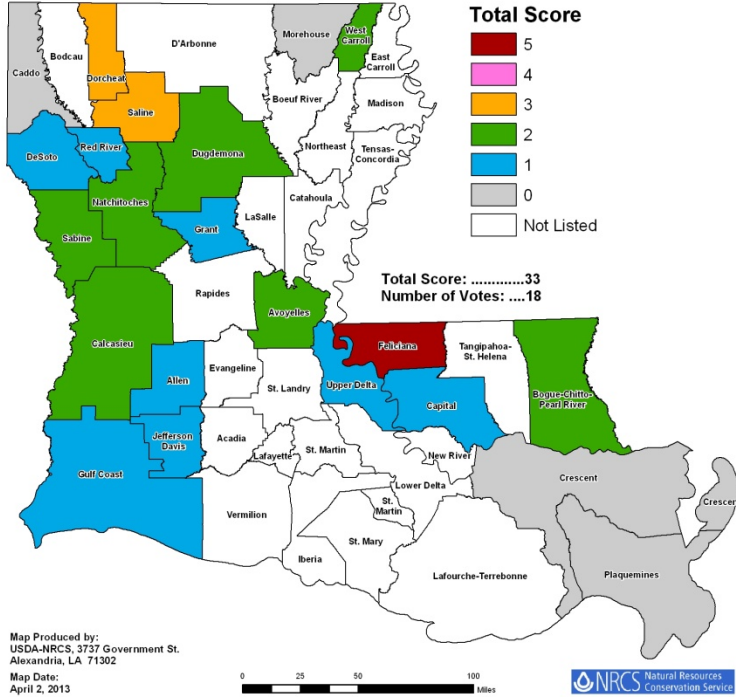 Total Score
5
4
3
2
1
0
Not Listed
Total Score: .............33
Number of Votes: ....18
Caddo
Bodcau
Dorcheat
D'Arbonne
Morehouse
West
Carroll
East
Carroll
Saline
Boeuf River
Madison
DeSoto
Red River
Dugdemona
Northeast
Tensas-
Concordia
Natchitoches
Sabine
Grant
LaSalle
Catahoula
Rapides
Avoyelles
Calcasieu
Allen
Evangeline
St. Landry
Upper Delta
Feliciana
Tangipahoa-
St. Helena
Bogue-Chitto-
Pearl River
Capital
Jefferson
Davis
Acadia
Lafayette
St. Martin
New River
Gulf Coast
Vermilion
Iberia
St. Mary
St.
Martin
Lower Delta
Lafourche-Terrebonne
Crescent
Crescen
Plaquemines
Map Produced by:
USDA-NRCS, 3737 Government St.
Alexandria, LA  71302
Map Date:
April 2, 2013
0 25 50 100
Miles
NRCS Natural Resources
Conservation Service